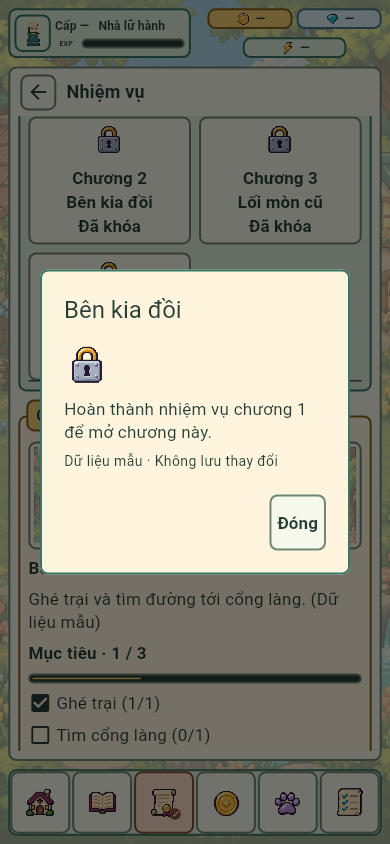 Cấp — Nhà lữ hành
EXP
—
—
—
Nhiệm vụ
Chương 2
Bên kia đồi
Đã khóa
Chương 3
Lối mòn cũ
Đã khóa
Bên kia đồi
Hoàn thành nhiệm vụ chương 1
để mở chương này.
Dữ liệu mẫu · Không lưu thay đổi
Đóng
Ghé trại và tìm đường tới cổng làng. (Dữ
liệu mẫu)
Mục tiêu · 1 / 3
Ghé trại (1/1)
Tìm cổng làng (0/1)